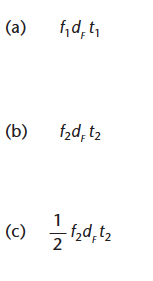 (a) f₁d_F t₁
(b) f₂d_F t₂
(c) 1/2 f₂d_F t₂